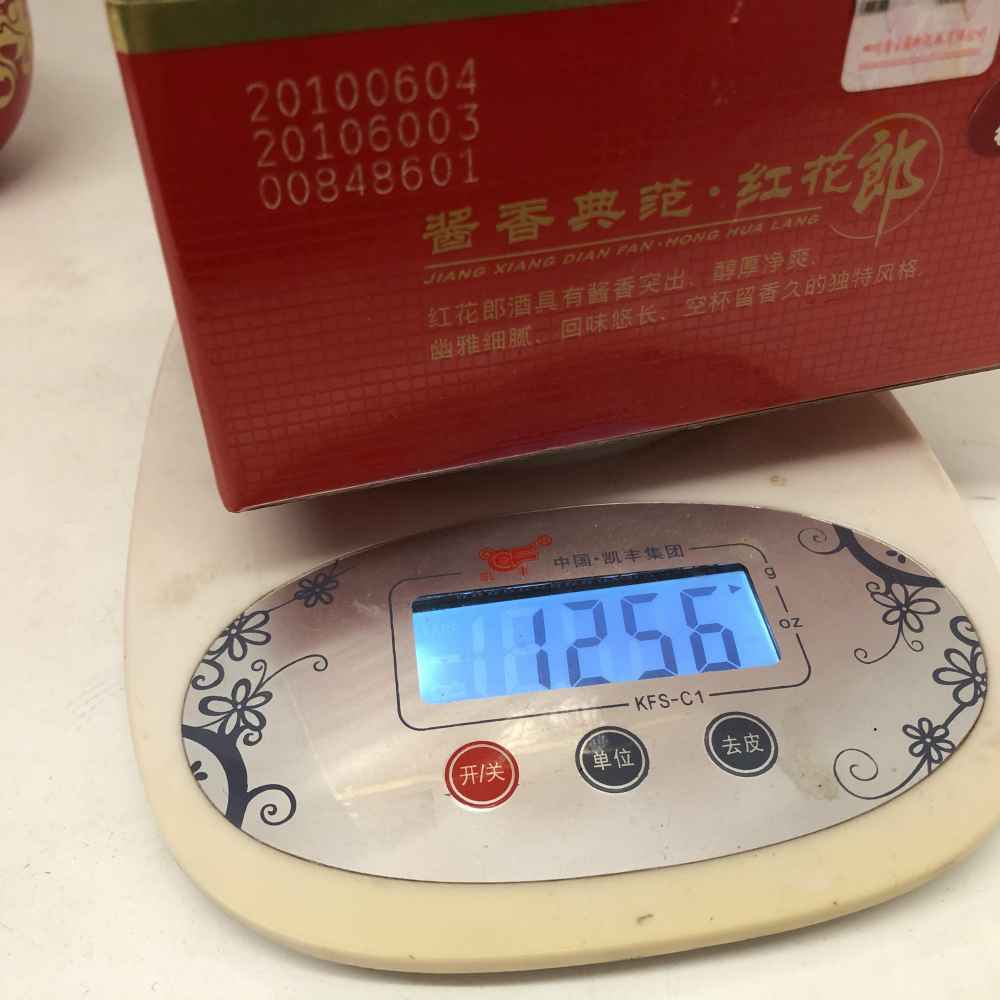 20100604
20106003
00848601
酱香典范·红花郎
JIANG XIANG DIAN FAN·HONG HUA LANG
红花郎酒具有酱香突出、醇厚净爽、
幽雅细腻、回味悠长、空杯留香久的独特风格。
凯丰
中国·凯丰集团
g
oz
1256
KFS-C1
开/关
单位
去皮